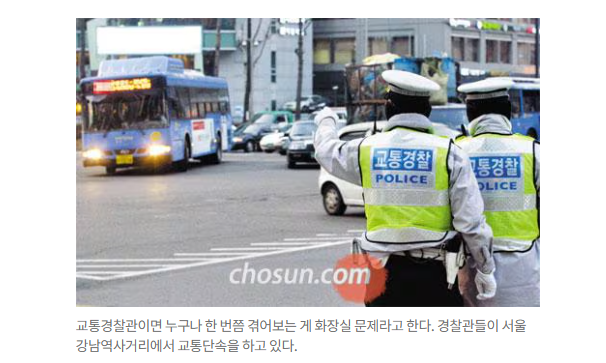 교통경찰
POLICE
교통경찰
POLICE
chosun.com
교통경찰관이면 누구나 한 번쯤 겪어보는 게 화장실 문제라고 한다. 경찰관들이 서울
강남역사거리에서 교통단속을 하고 있다.